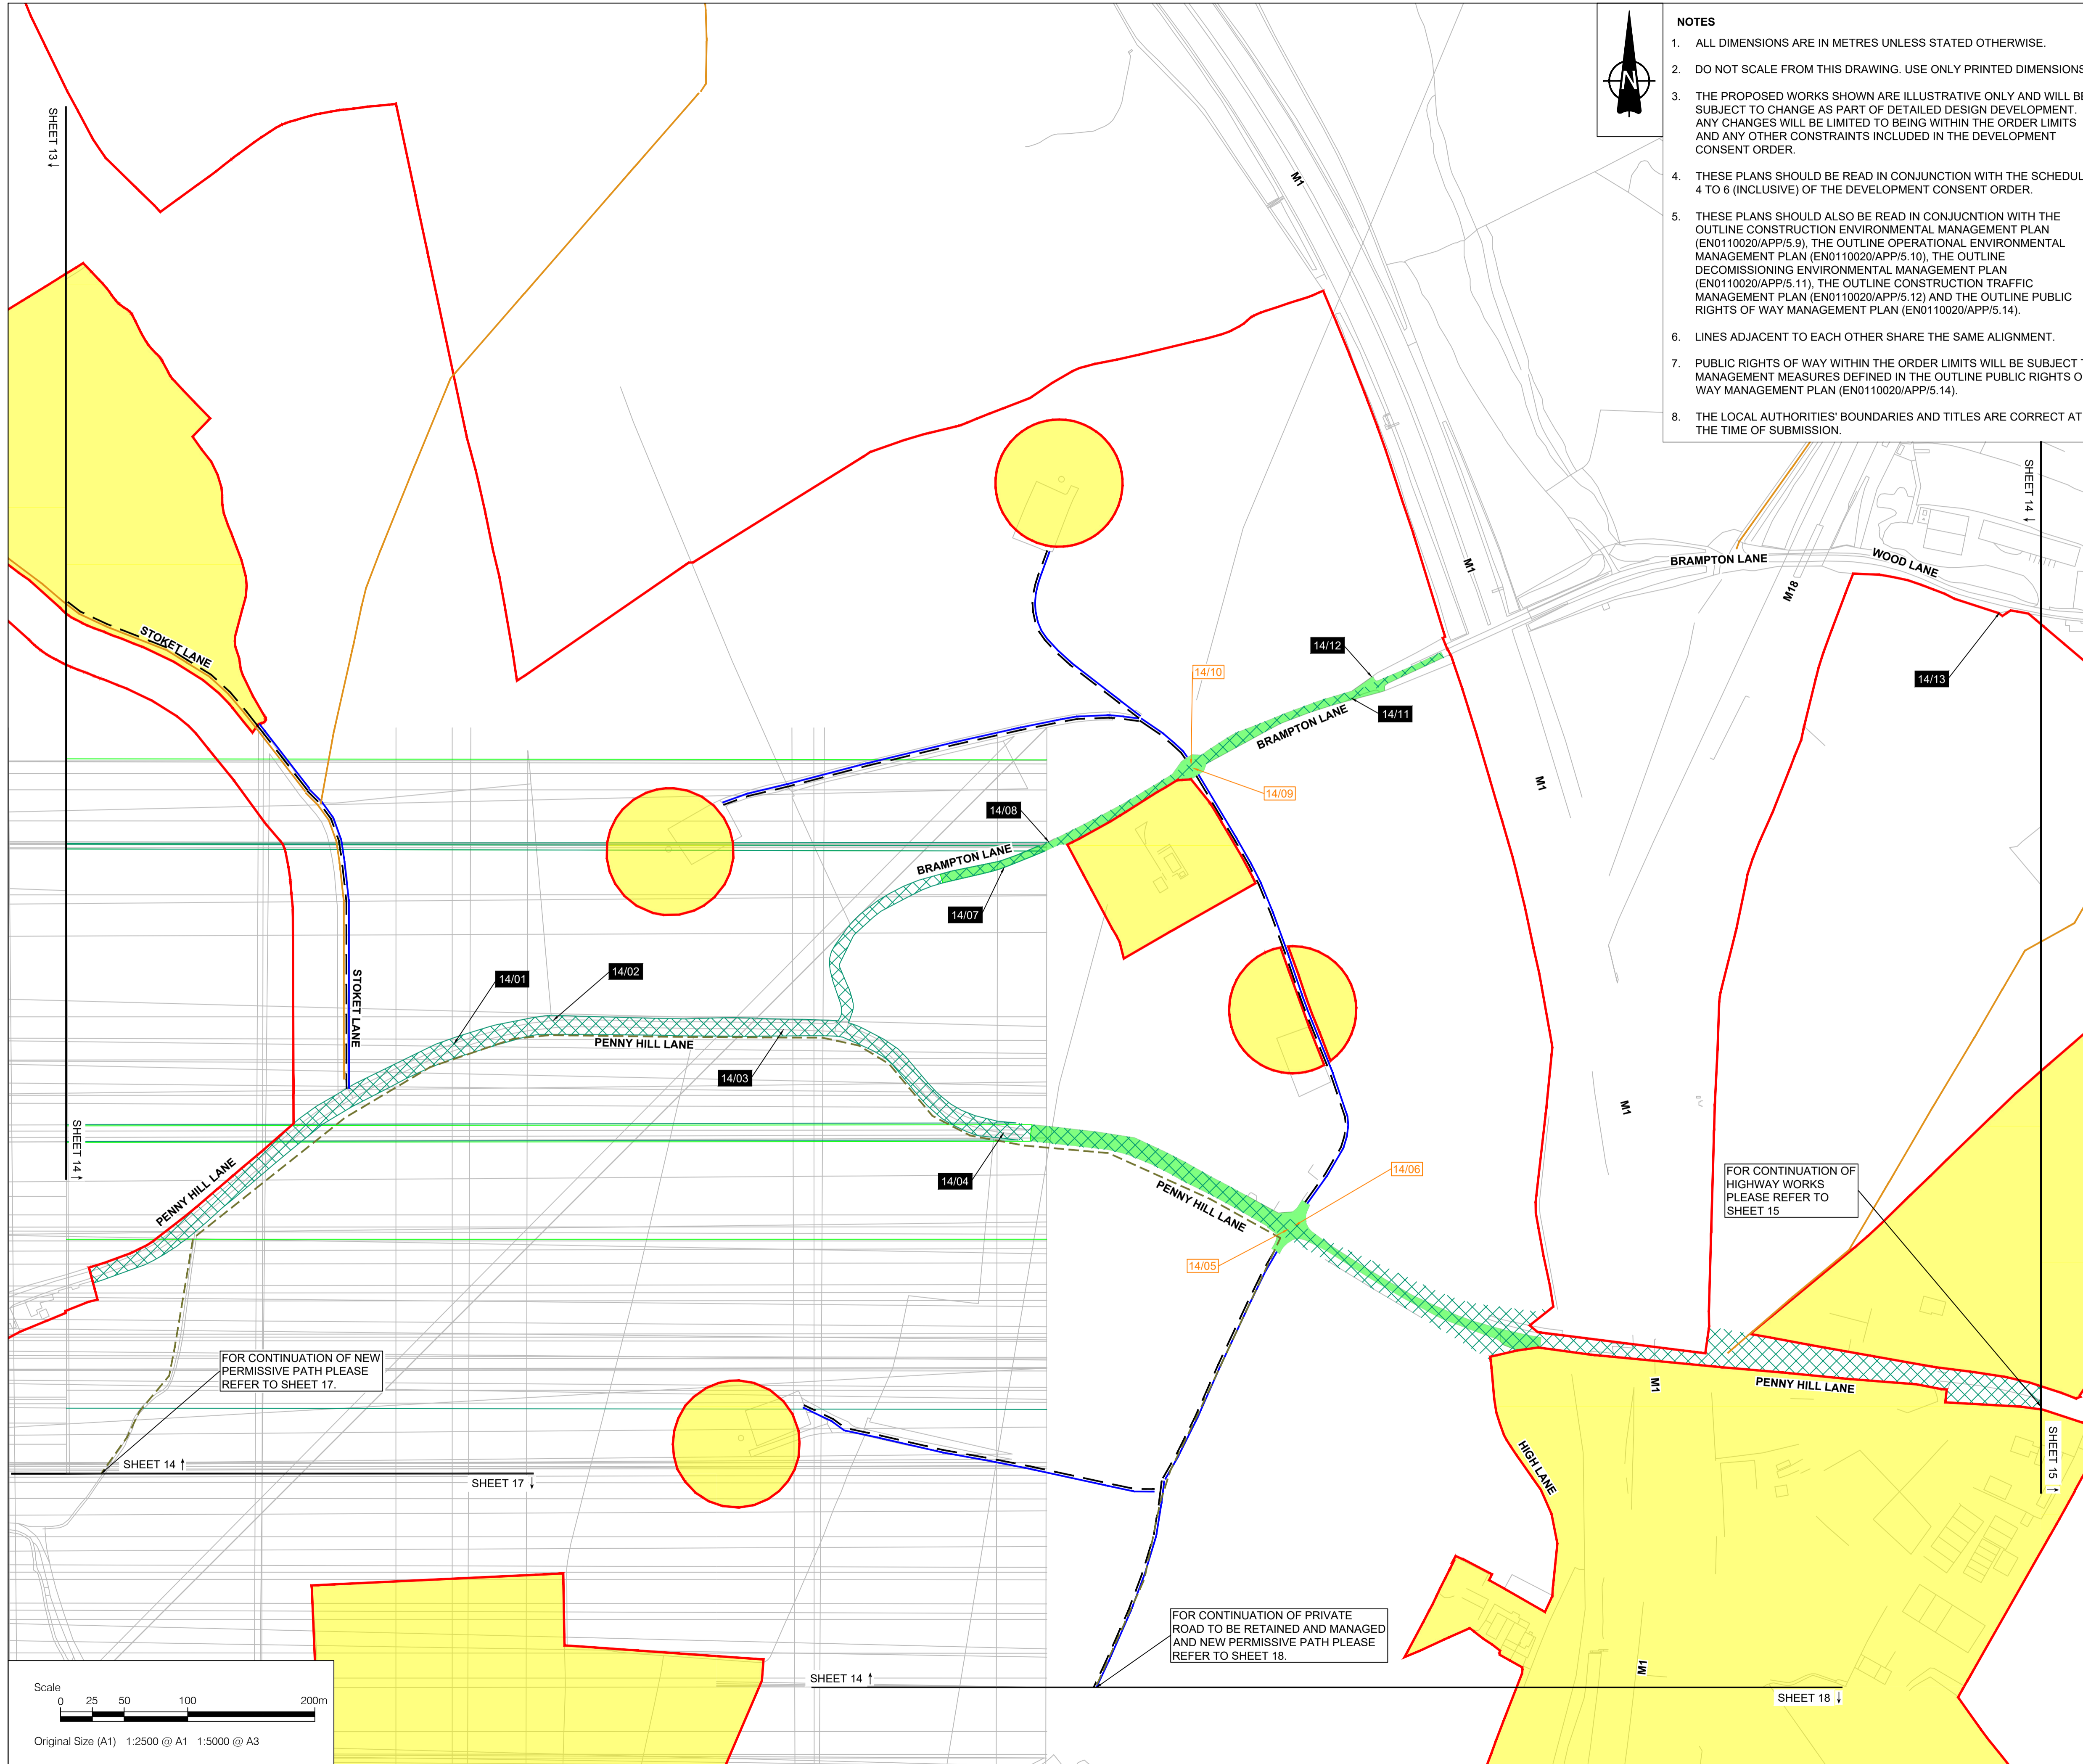 N
NOTES
1. ALL DIMENSIONS ARE IN METRES UNLESS STATED OTHERWISE.
2. DO NOT SCALE FROM THIS DRAWING. USE ONLY PRINTED DIMENSIONS
3. THE PROPOSED WORKS SHOWN ARE ILLUSTRATIVE ONLY AND WILL BE
SUBJECT TO CHANGE AS PART OF DETAILED DESIGN DEVELOPMENT.
ANY CHANGES WILL BE LIMITED TO BEING WITHIN THE ORDER LIMITS
AND ANY OTHER CONSTRAINTS INCLUDED IN THE DEVELOPMENT
CONSENT ORDER.
4. THESE PLANS SHOULD BE READ IN CONJUNCTION WITH THE SCHEDUL
4 TO 6 (INCLUSIVE) OF THE DEVELOPMENT CONSENT ORDER.
5. THESE PLANS SHOULD ALSO BE READ IN CONJUCNTION WITH THE
OUTLINE CONSTRUCTION ENVIRONMENTAL MANAGEMENT PLAN
(EN0110020/APP/5.9), THE OUTLINE OPERATIONAL ENVIRONMENTAL
MANAGEMENT PLAN (EN0110020/APP/5.10), THE OUTLINE
DECOMISSIONING ENVIRONMENTAL MANAGEMENT PLAN
(EN0110020/APP/5.11), THE OUTLINE CONSTRUCTION TRAFFIC
MANAGEMENT PLAN (EN0110020/APP/5.12) AND THE OUTLINE PUBLIC
RIGHTS OF WAY MANAGEMENT PLAN (EN0110020/APP/5.14).
6. LINES ADJACENT TO EACH OTHER SHARE THE SAME ALIGNMENT.
7. PUBLIC RIGHTS OF WAY WITHIN THE ORDER LIMITS WILL BE SUBJECT
MANAGEMENT MEASURES DEFINED IN THE OUTLINE PUBLIC RIGHTS O
WAY MANAGEMENT PLAN (EN0110020/APP/5.14).
8. THE LOCAL AUTHORITIES' BOUNDARIES AND TITLES ARE CORRECT AT
THE TIME OF SUBMISSION.
SHEET 13 ↓
M1
SHEET 14 ↓
M1
BRAMPTON LANE
WOOD LANE
M18
STOKET LANE
14/12
14/10
14/13
14/11
BRAMPTON LANE
M1
14/09
14/08
BRAMPTON LANE
14/07
14/01
14/02
STOKET LANE
PENNY HILL LANE
14/03
M1
SHEET 14 ↑
14/04
14/06
PENNY HILL LANE
PENNY HILL LANE
FOR CONTINUATION OF
HIGHWAY WORKS
PLEASE REFER TO
SHEET 15
14/05
FOR CONTINUATION OF NEW
PERMISSIVE PATH PLEASE
REFER TO SHEET 17.
M1
PENNY HILL LANE
SHEET 14 ↑
SHEET 17 ↓
HIGH LANE
SHEET 15 ↑
FOR CONTINUATION OF PRIVATE
ROAD TO BE RETAINED AND MANAGED
AND NEW PERMISSIVE PATH PLEASE
REFER TO SHEET 18.
M1
SHEET 14 ↑
SHEET 18 ↓
Scale
0 25 50 100 200m
Original Size (A1) 1:2500 @ A1 1:5000 @ A3